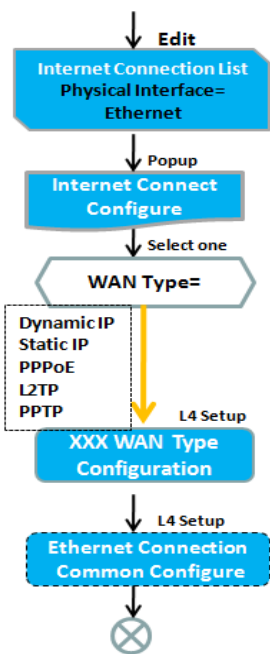 Edit
Internet Connection List
Physical Interface=
Ethernet
Popup
Internet Connect
Configure
Select one
WAN Type=
Dynamic IP
Static IP
PPPoE
L2TP
PPTP
L4 Setup
XXX WAN Type
Configuration
L4 Setup
Ethernet Connection
Common Configure